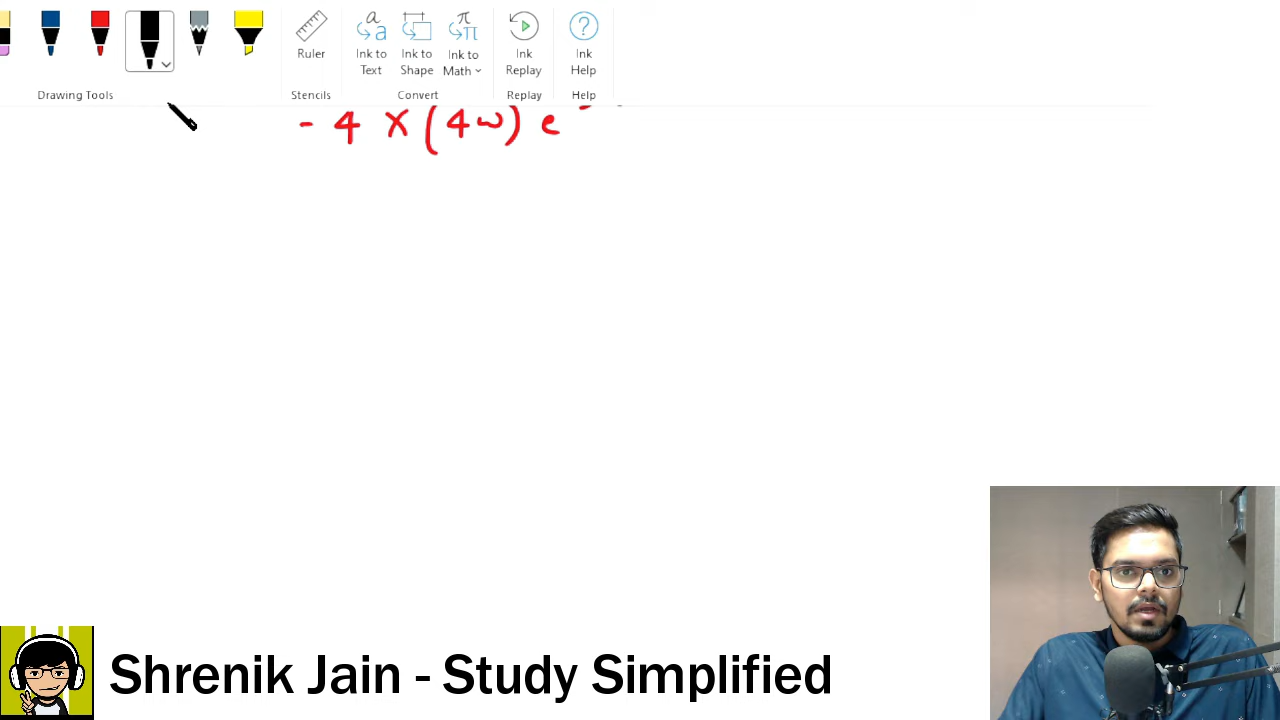 Ruler
Ink to Text
Ink to Shape
Ink to Math
Ink Replay
Ink Help
Drawing Tools
Stencils
Convert
Replay
Help
- 4 X (4ω) e
Shrenik Jain - Study Simplified